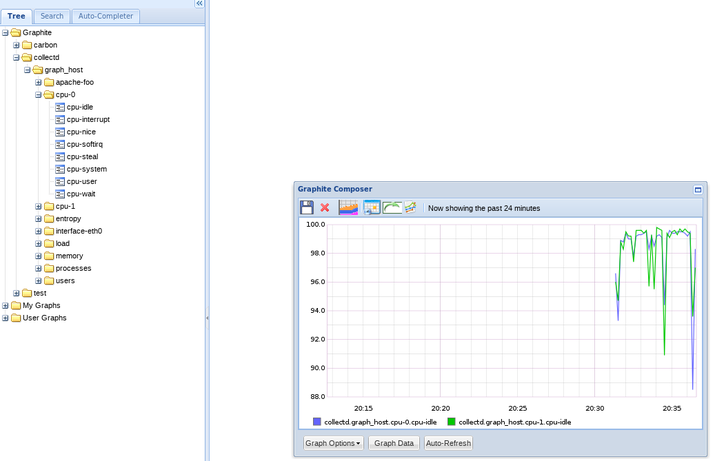 «
Tree Search Auto-Completer
Graphite
carbon
collectd
graph_host
apache-foo
cpu-0
cpu-idle
cpu-interrupt
cpu-nice
cpu-softirq
cpu-steal
cpu-system
cpu-user
cpu-wait
cpu-1
entropy
interface-eth0
load
memory
processes
users
test
My Graphs
User Graphs
Graphite Composer
Now showing the past 24 minutes
100.0
98.0
96.0
94.0
92.0
90.0
88.0
20:15 20:20 20:25 20:30 20:35
collectd.graph_host.cpu-0.cpu-idle collectd.graph_host.cpu-1.cpu-idle
Graph Options Graph Data Auto-Refresh